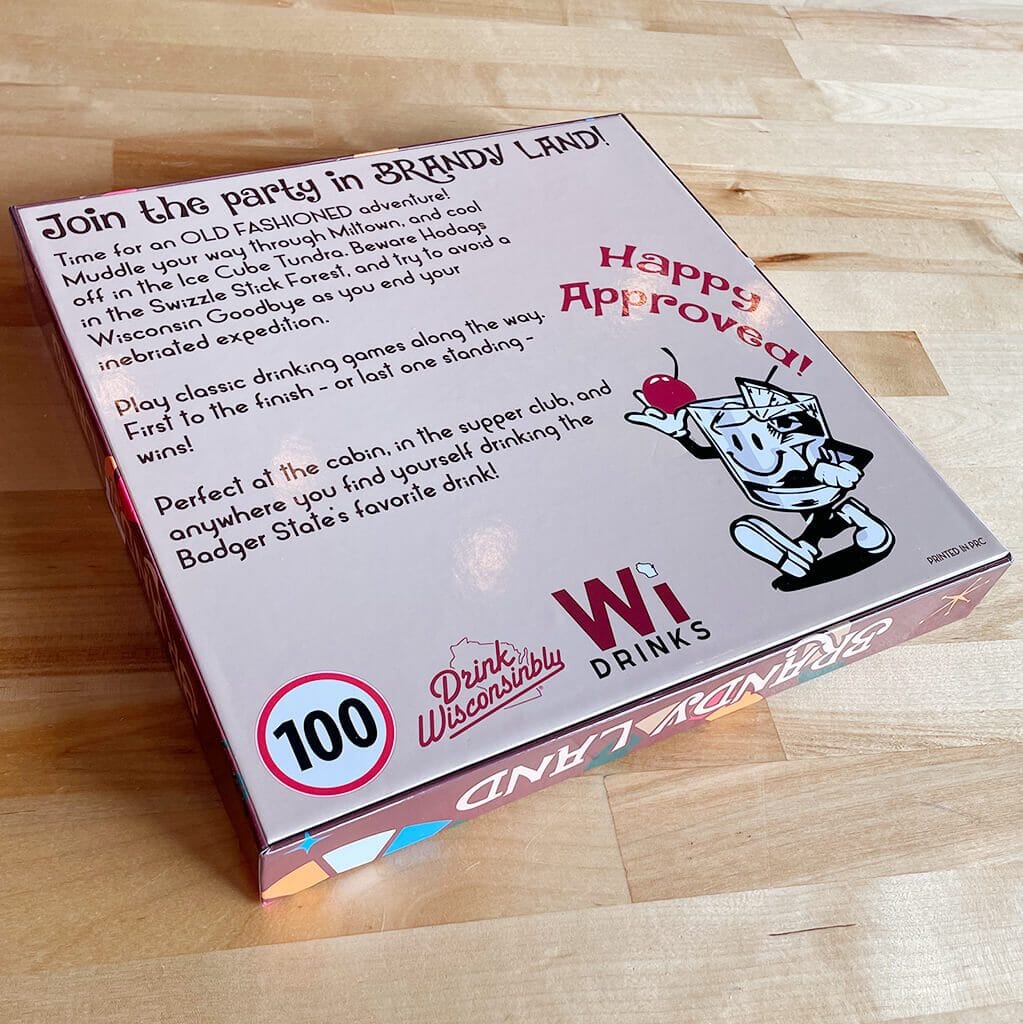 Join the party in BRANDY LAND!
Time for an OLD FASHIONED adventure!
Muddle your way through Miltown, and cool
off in the Ice Cube Tundra. Beware Hodags
in the Swizzle Stick Forest, and try to avoid a
Wisconsin Goodbye as you end your
inebriated expedition.
Play classic drinking games along the way.
First to the finish - or last one standing -
wins!
Perfect at the cabin, in the supper club, and
anywhere you find yourself drinking the
Badger State's favorite drink!
Happy
Approved!
PRINTED IN PRC
100
Drink
Wisconsinbly
Wi
DRINKS
BRANDY LAND